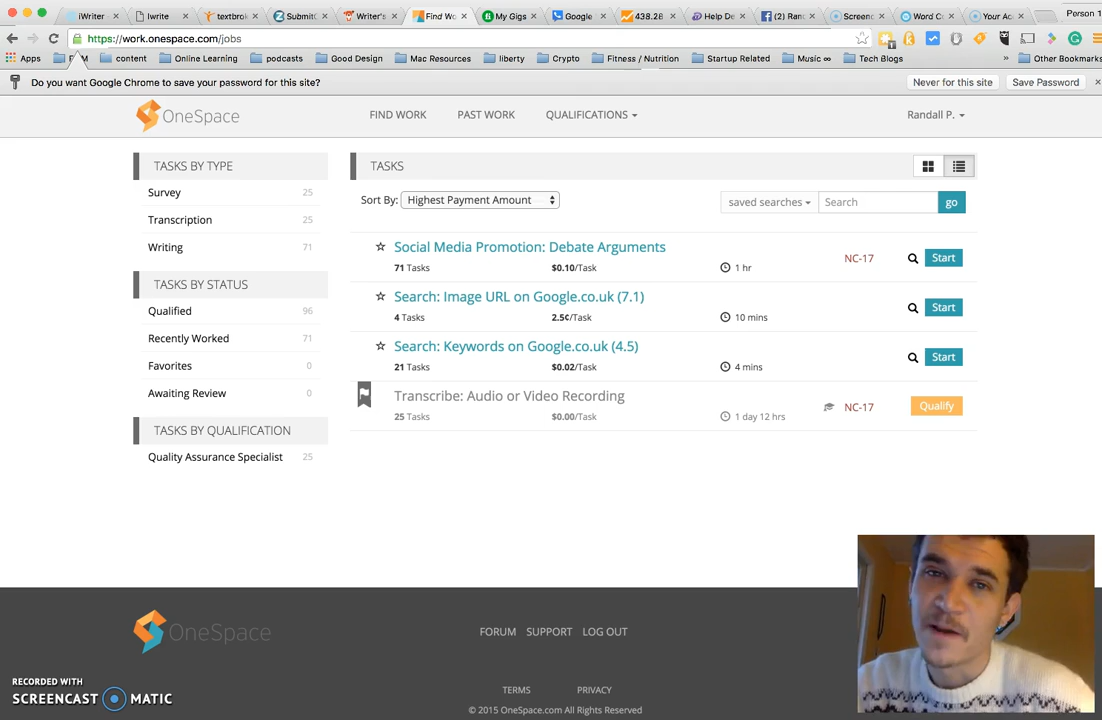 iWriter
Iwrite
textbrok
Submit
Writer's
Find Wo
My Gigs
Google
438.28
Help De
(2) Rand
Screenc
Word C
Your Ac
Person 1
https://work.onespace.com/jobs
Apps
content
Online Learning
podcasts
Good Design
Mac Resources
liberty
Crypto
Fitness / Nutrition
Startup Related
Music ∞
Tech Blogs
» Other Bookmarks
Do you want Google Chrome to save your password for this site?
Never for this site
Save Password
OneSpace
FIND WORK
PAST WORK
QUALIFICATIONS
Randall P.
TASKS BY TYPE
Survey 25
Transcription 25
Writing 71
TASKS BY STATUS
Qualified 96
Recently Worked 71
Favorites 0
Awaiting Review 0
TASKS BY QUALIFICATION
Quality Assurance Specialist 25
TASKS
Sort By: Highest Payment Amount
saved searches
Search
go
Social Media Promotion: Debate Arguments
71 Tasks $0.10/Task 1 hr NC-17 Start
Search: Image URL on Google.co.uk (7.1)
4 Tasks 2.5¢/Task 10 mins Start
Search: Keywords on Google.co.uk (4.5)
21 Tasks $0.02/Task 4 mins Start
Transcribe: Audio or Video Recording
25 Tasks $0.00/Task 1 day 12 hrs NC-17 Qualify
OneSpace
FORUM SUPPORT LOG OUT
TERMS PRIVACY
© 2015 OneSpace.com All Rights Reserved
RECORDED WITH
SCREENCAST MATIC